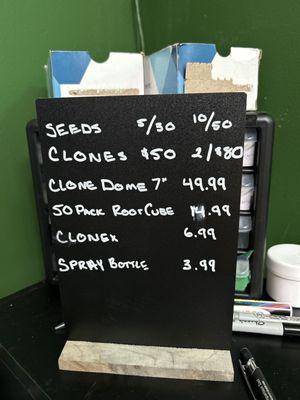 SEEDS 5/30 10/50
CLONES $50 2/$80
CLONE DOME 7" 49.99
50 PACK ROOT CUBE 14.99
CLONEX 6.99
SPRAY BOTTLE 3.99